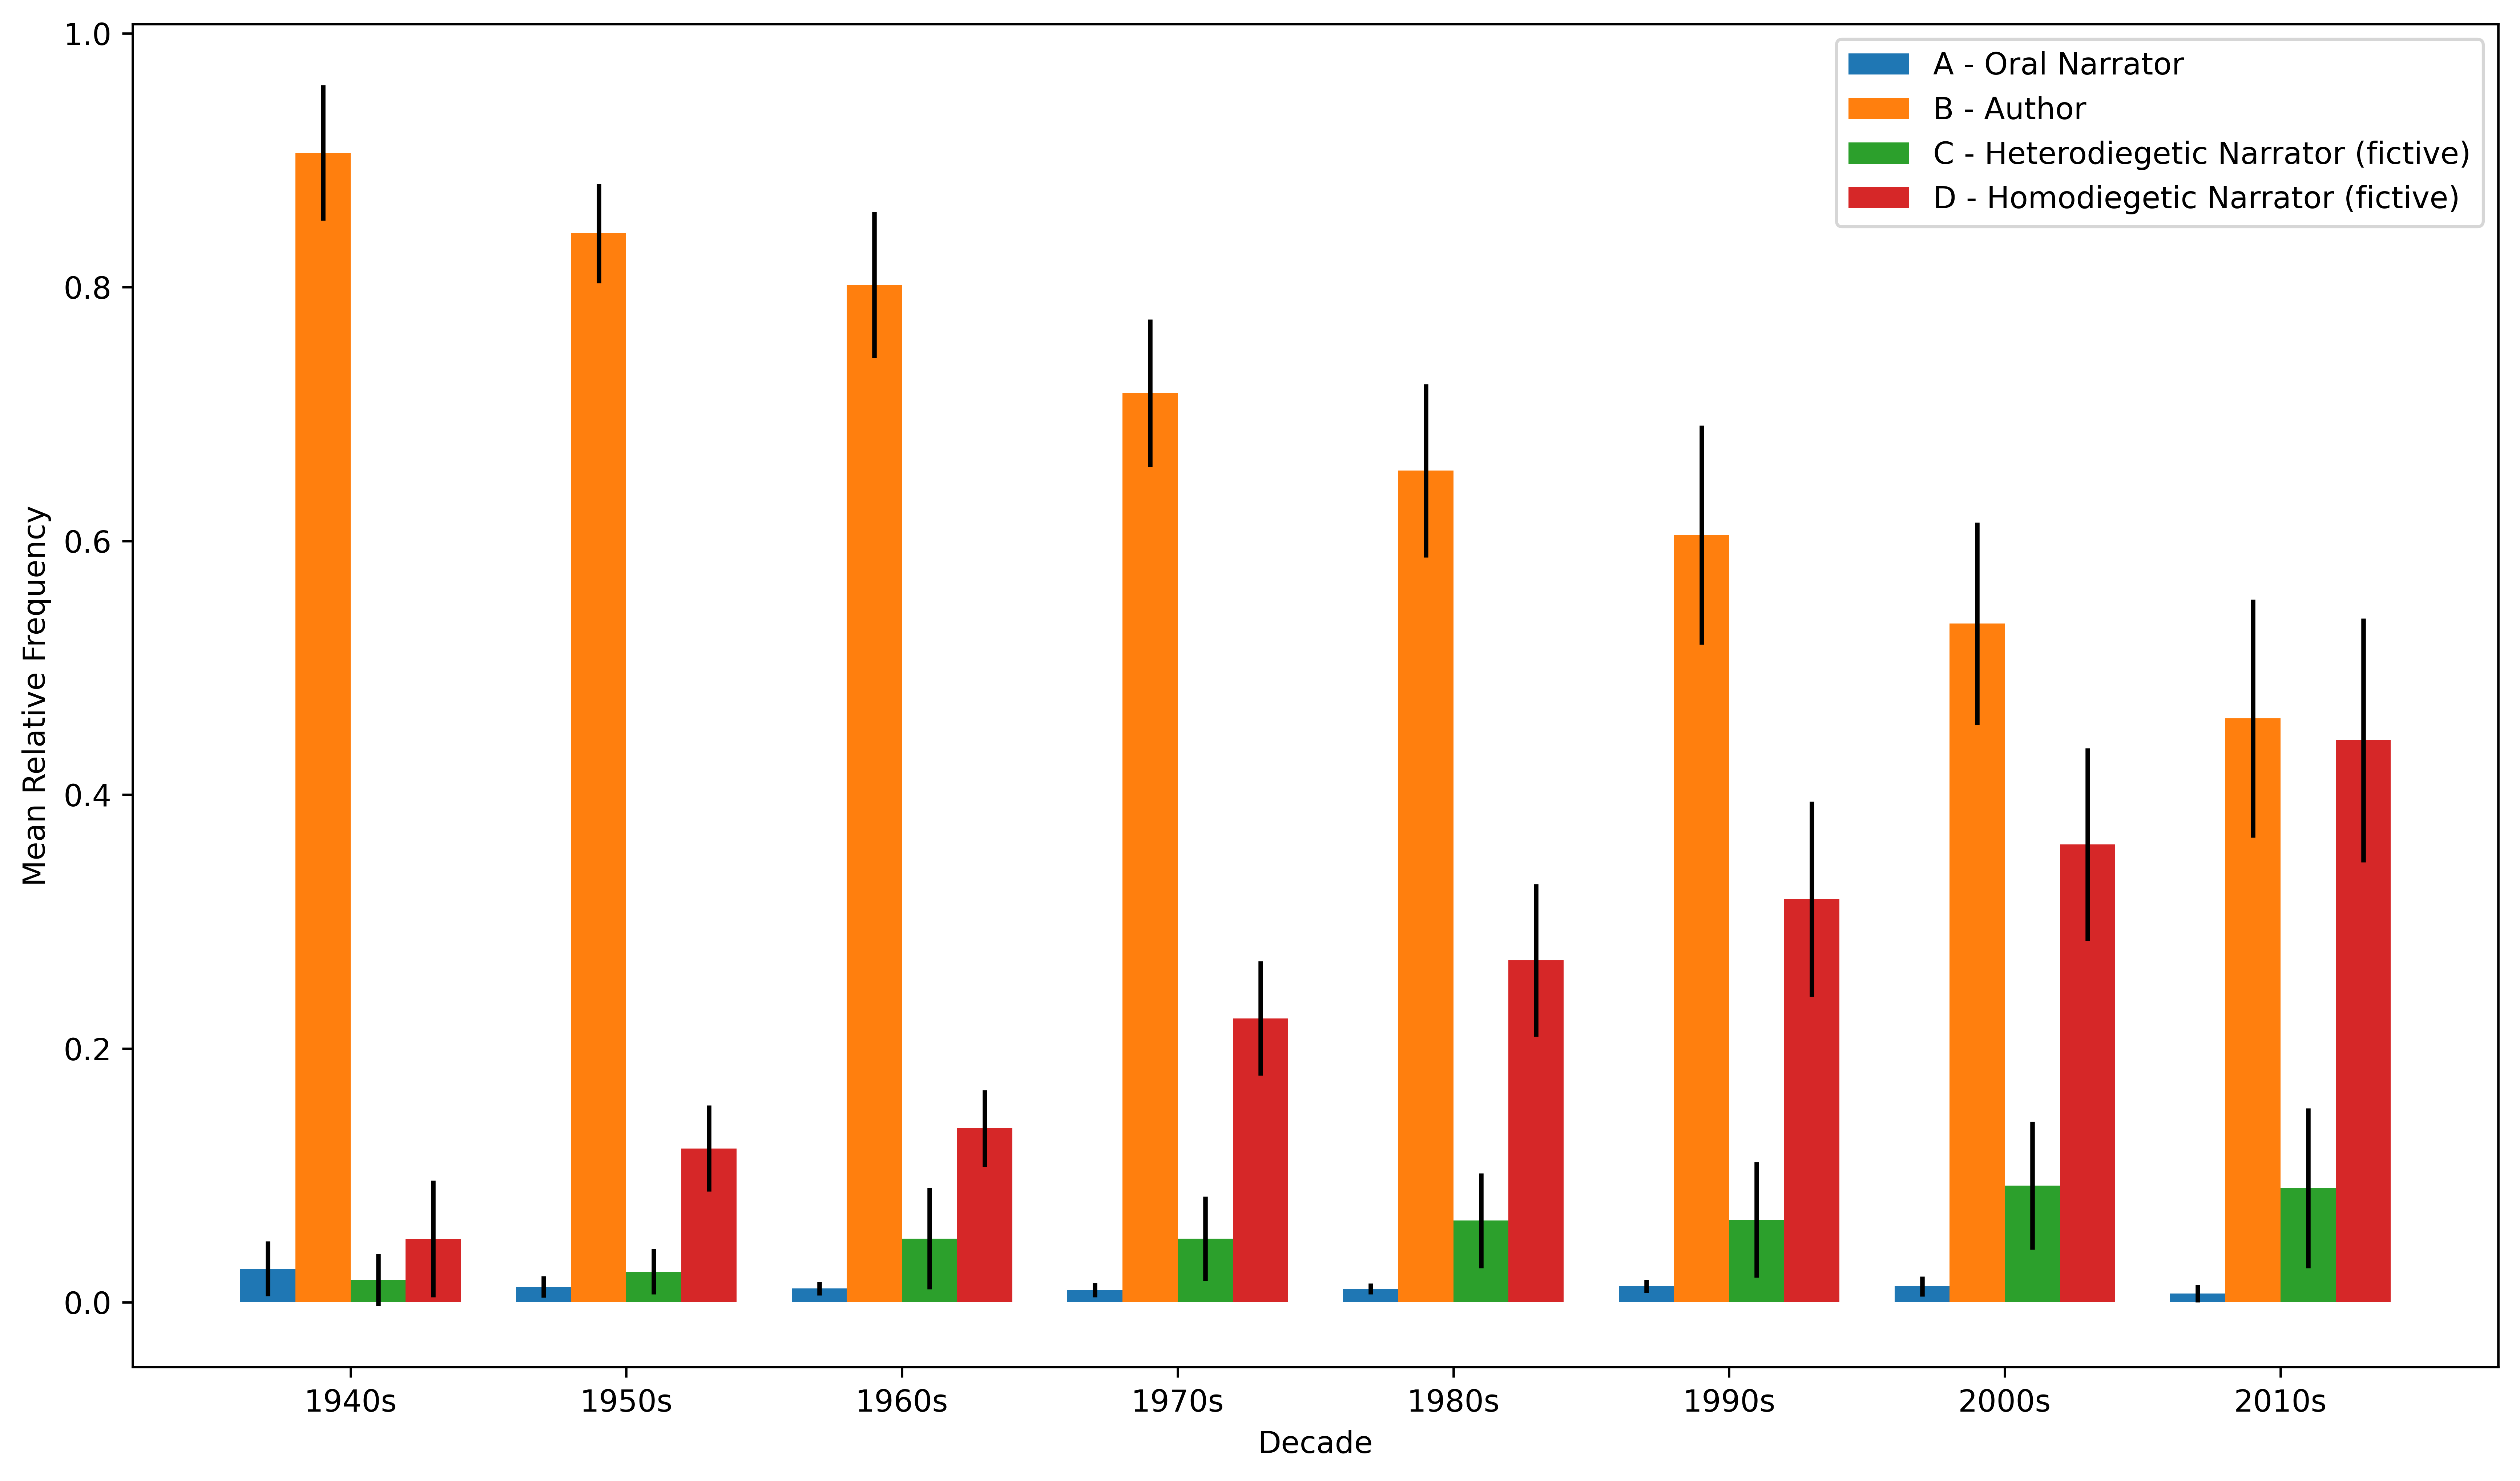 A - Oral Narrator
B - Author
C - Heterodiegetic Narrator (fictive)
D - Homodiegetic Narrator (fictive)
Mean Relative Frequency
1.0
0.8
0.6
0.4
0.2
0.0
1940s 1950s 1960s 1970s 1980s 1990s 2000s 2010s
Decade